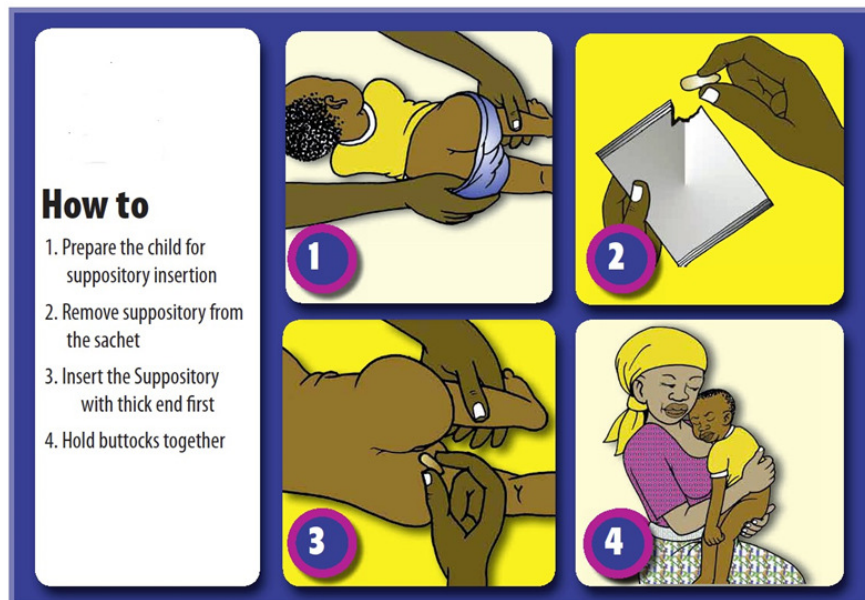 How to
1. Prepare the child for
suppository insertion
2. Remove suppository from
the sachet
3. Insert the Suppository
with thick end first
4. Hold buttocks together
1
2
3
4